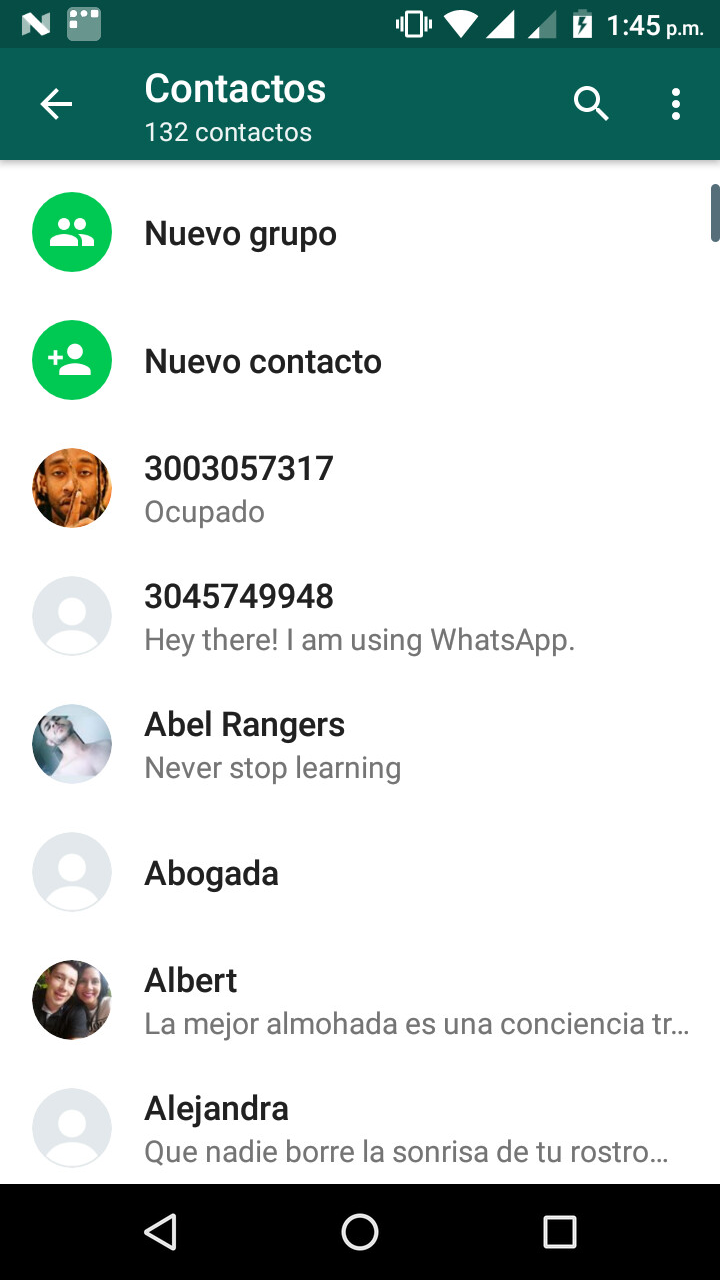 1:45 p.m.
Contactos
132 contactos
Nuevo grupo
Nuevo contacto
3003057317
Ocupado
3045749948
Hey there! I am using WhatsApp.
Abel Rangers
Never stop learning
Abogada
Albert
La mejor almohada es una conciencia tr...
Alejandra
Que nadie borre la sonrisa de tu rostro...